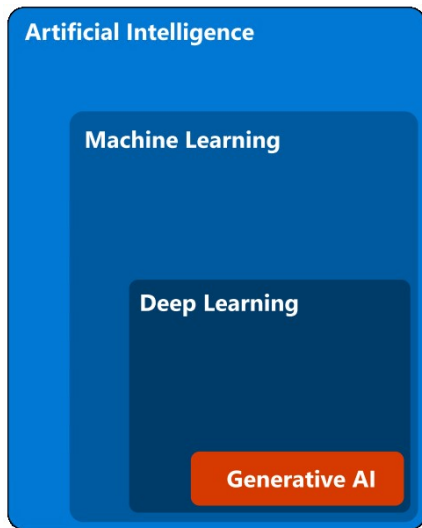 Artificial Intelligence
Machine Learning
Deep Learning
Generative AI